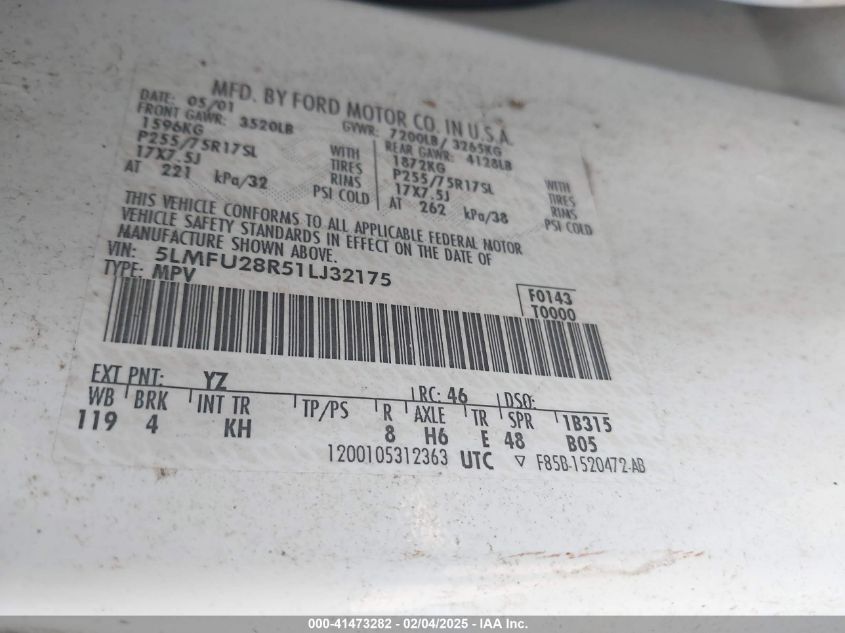 MFD. BY FORD MOTOR CO. IN U.S.A.
DATE: 05/01 GVWR: 7200LB/ 3265KG
FRONT GAWR: 3520LB REAR GAWR: 4128LB
1596KG WITH 1872KG WITH
P255/75R17SL TIRES P255/75R17SL TIRES
17X7.5J RIMS 17X7.5J RIMS
AT 221 kPa/32 PSI COLD AT 262 kPa/38 PSI COLD
THIS VEHICLE CONFORMS TO ALL APPLICABLE FEDERAL MOTOR
VEHICLE SAFETY STANDARDS IN EFFECT ON THE DATE OF
MANUFACTURE SHOWN ABOVE.
VIN: 5LMFU28R51LJ32175
TYPE: MPV
F0143
T0000
EXT PNT: YZ RC: 46 DSO:
WB BRK INT TR TP/PS R AXLE TR SPR 1B315
119 4 KH 8 H6 E 48 B05
1200105312363 UTC ▽ F85B-1520472-AB
000-41473282 - 02/04/2025 - IAA Inc.